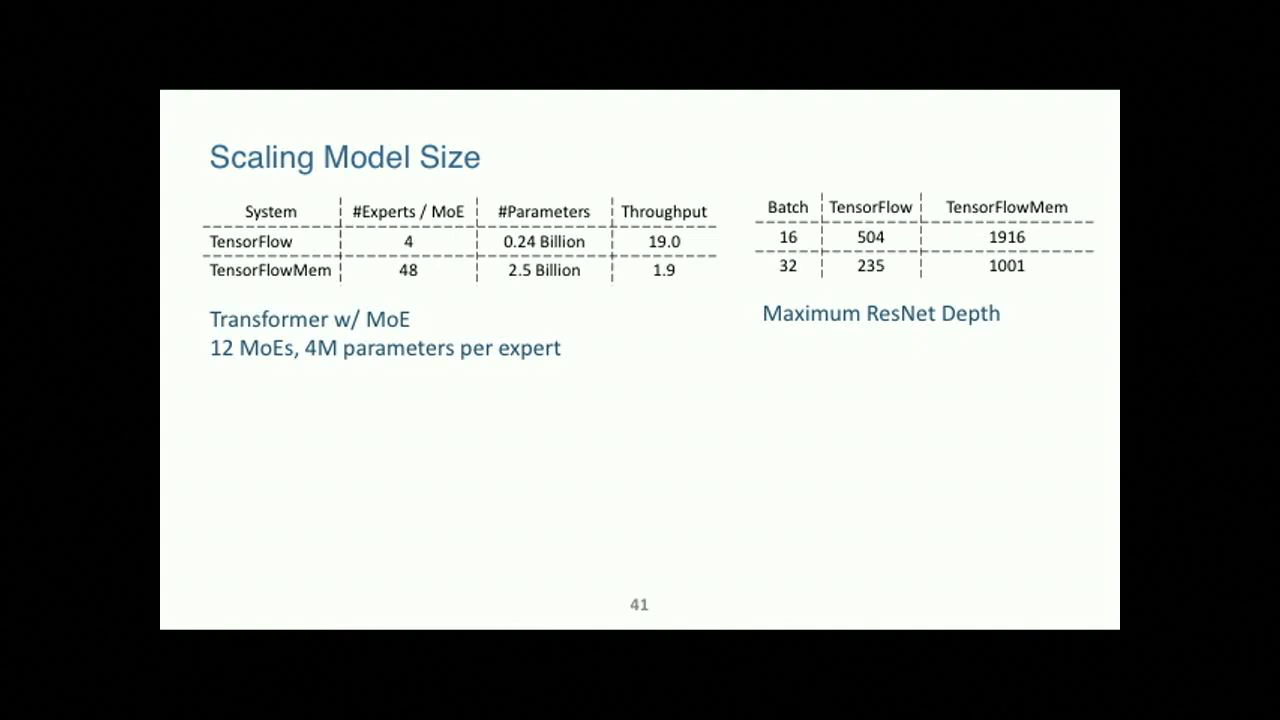 Scaling Model Size
System #Experts / MoE #Parameters Throughput
TensorFlow 4 0.24 Billion 19.0
TensorFlowMem 48 2.5 Billion 1.9
Transformer w/ MoE
12 MoEs, 4M parameters per expert
Batch TensorFlow TensorFlowMem
16 504 1916
32 235 1001
Maximum ResNet Depth
41